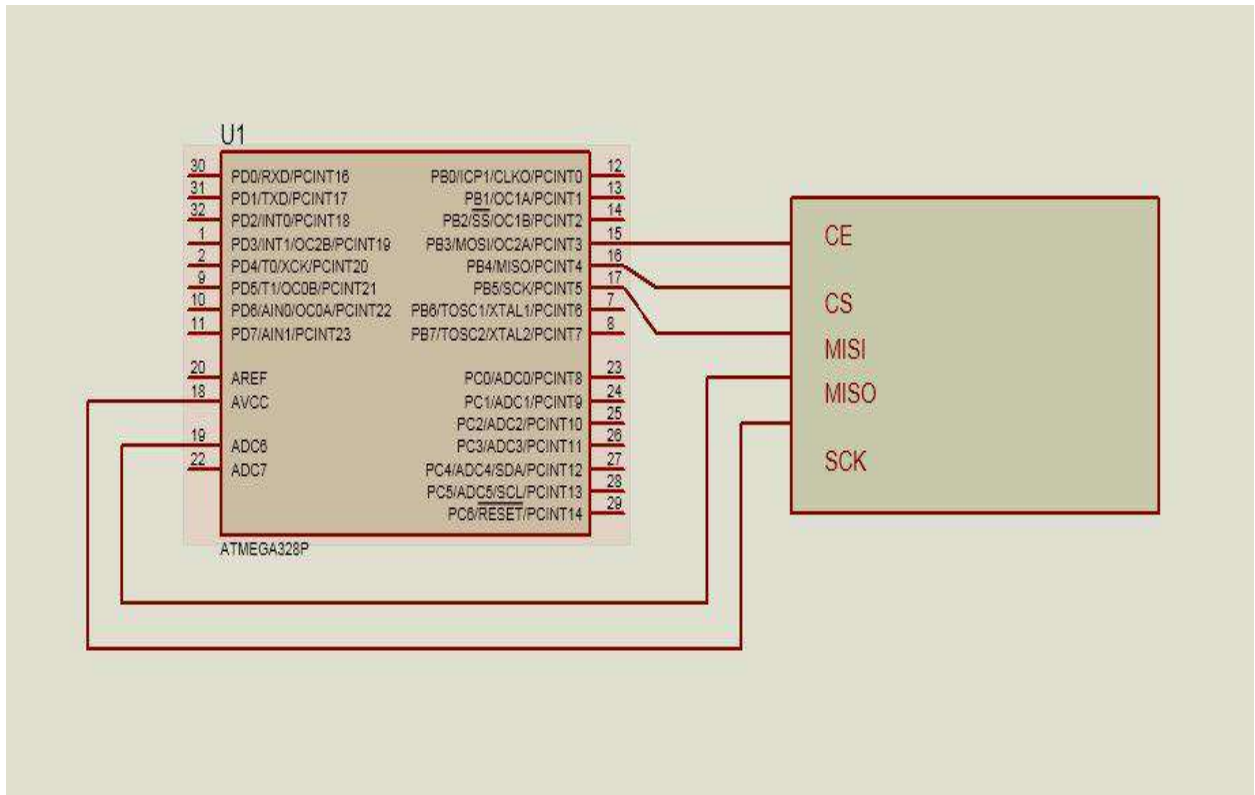 U1
30
PD0/RXD/PCINT16
31
PD1/TXD/PCINT17
32
PD2/INT0/PCINT18
1
PD3/INT1/OC2B/PCINT19
2
PD4/T0/XCK/PCINT20
9
PD5/T1/OC0B/PCINT21
10
PD6/AIN0/OC0A/PCINT22
11
PD7/AIN1/PCINT23
20
AREF
18
AVCC
19
ADC6
22
ADC7
PB0/ICP1/CLKO/PCINT0
12
PB1/OC1A/PCINT1
13
PB2/SS/OC1B/PCINT2
14
PB3/MOSI/OC2A/PCINT3
15
PB4/MISO/PCINT4
16
PB5/SCK/PCINT5
17
PB6/TOSC1/XTAL1/PCINT6
7
PB7/TOSC2/XTAL2/PCINT7
8
PC0/ADC0/PCINT8
23
PC1/ADC1/PCINT9
24
PC2/ADC2/PCINT10
25
PC3/ADC3/PCINT11
26
PC4/ADC4/SDA/PCINT12
27
PC5/ADC5/SCL/PCINT13
28
PC6/RESET/PCINT14
29
ATMEGA328P
CE
CS
MISI
MISO
SCK